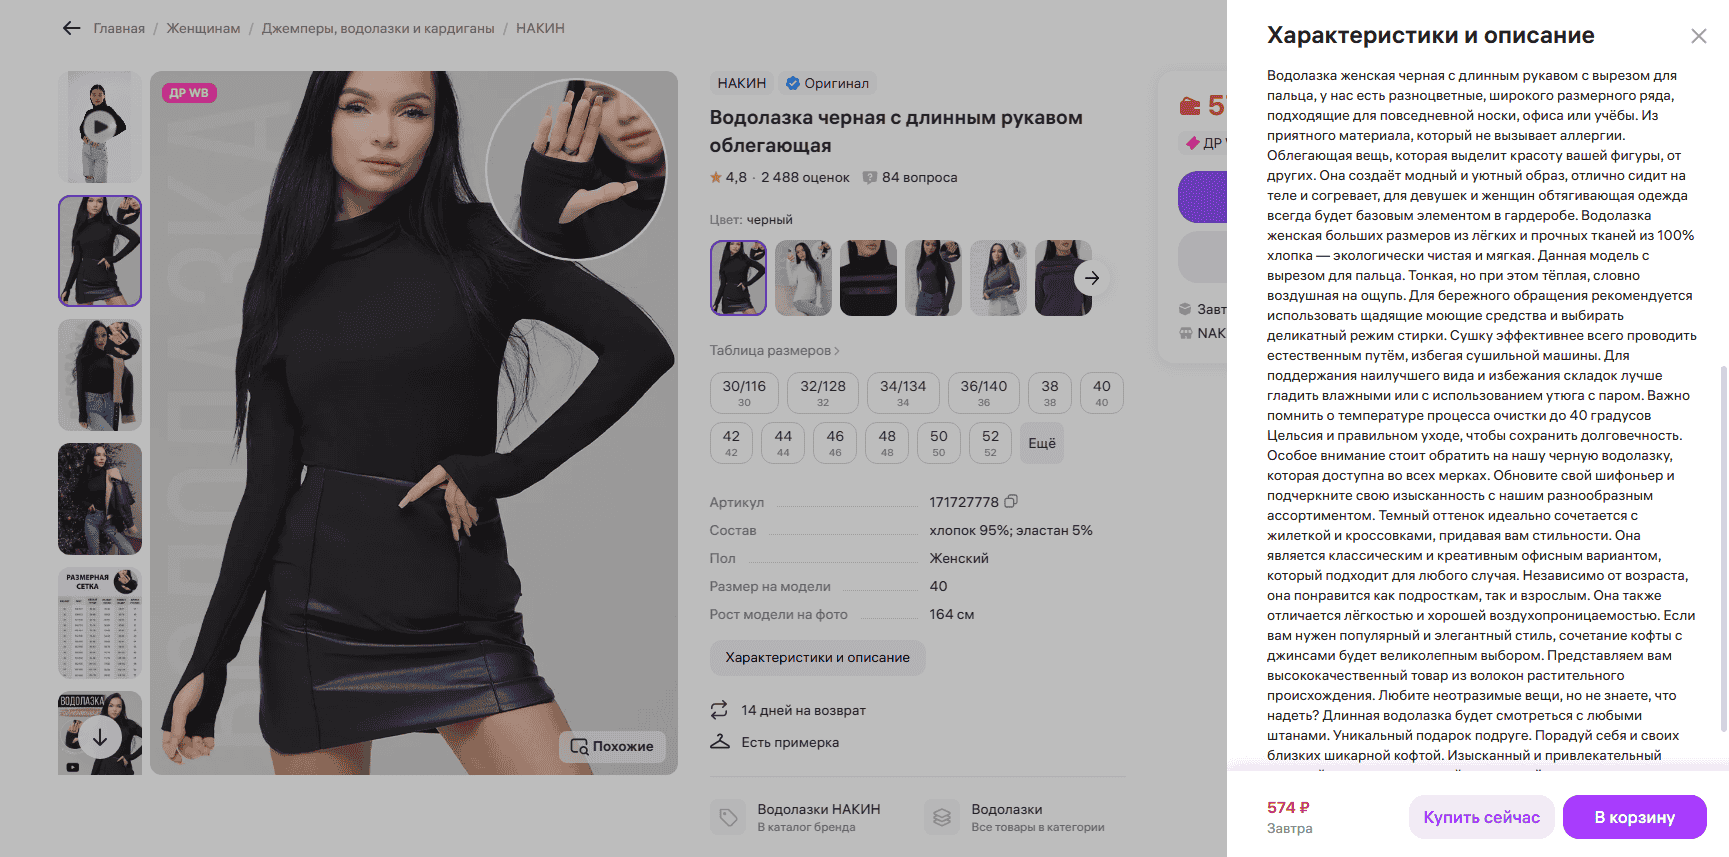 Главная / Женщинам / Джемперы, водолазки и кардиганы / НАКИН
ДР WB
РАЗМЕРНАЯ
СЕТКА
ВОДОЛАЗКА
Похожие
НАКИН
Оригинал
Водолазка черная с длинным рукавом
облегающая
4,8 · 2 488 оценок
84 вопроса
Цвет: черный
Таблица размеров
30/116 32/128 34/134 36/140 38 40
30 32 34 36 38 40
42 44 46 48 50 52 Ещё
42 44 46 48 50 52
Артикул 171727778
Состав хлопок 95%; эластан 5%
Пол Женский
Размер на модели 40
Рост модели на фото 164 см
Характеристики и описание
14 дней на возврат
Есть примерка
Водолазки НАКИН
В каталог бренда
Водолазки
Все товары в категории
5
ДР
Завт
NAK
Характеристики и описание
Водолазка женская черная с длинным рукавом с вырезом для
пальца, у нас есть разноцветные, широкого размерного ряда,
подходящие для повседневной носки, офиса или учёбы. Из
приятного материала, который не вызывает аллергии.
Облегающая вещь, которая выделит красоту вашей фигуры, от
других. Она создаёт модный и уютный образ, отлично сидит на
теле и согревает, для девушек и женщин обтягивающая одежда
всегда будет базовым элементом в гардеробе. Водолазка
женская больших размеров из лёгких и прочных тканей из 100%
хлопка — экологически чистая и мягкая. Данная модель с
вырезом для пальца. Тонкая, но при этом тёплая, словно
воздушная на ощупь. Для бережного обращения рекомендуется
использовать щадящие моющие средства и выбирать
деликатный режим стирки. Сушку эффективнее всего проводить
естественным путём, избегая сушильной машины. Для
поддержания наилучшего вида и избежания складок лучше
гладить влажными или с использованием утюга с паром. Важно
помнить о температуре процесса очистки до 40 градусов
Цельсия и правильном уходе, чтобы сохранить долговечность.
Особое внимание стоит обратить на нашу черную водолазку,
которая доступна во всех мерках. Обновите свой шифоньер и
подчеркните свою изысканность с нашим разнообразным
ассортиментом. Темный оттенок идеально сочетается с
жилеткой и кроссовками, придавая вам стильности. Она
является классическим и креативным офисным вариантом,
который подходит для любого случая. Независимо от возраста,
она понравится как подросткам, так и взрослым. Она также
отличается лёгкостью и хорошей воздухопроницаемостью. Если
вам нужен популярный и элегантный стиль, сочетание кофты с
джинсами будет великолепным выбором. Представляем вам
высококачественный товар из волокон растительного
происхождения. Любите неотразимые вещи, но не знаете, что
надеть? Длинная водолазка будет смотреться с любыми
штанами. Уникальный подарок подруге. Порадуй себя и своих
близких шикарной кофтой. Изысканный и привлекательный
574 ₽
Завтра
Купить сейчас
В корзину